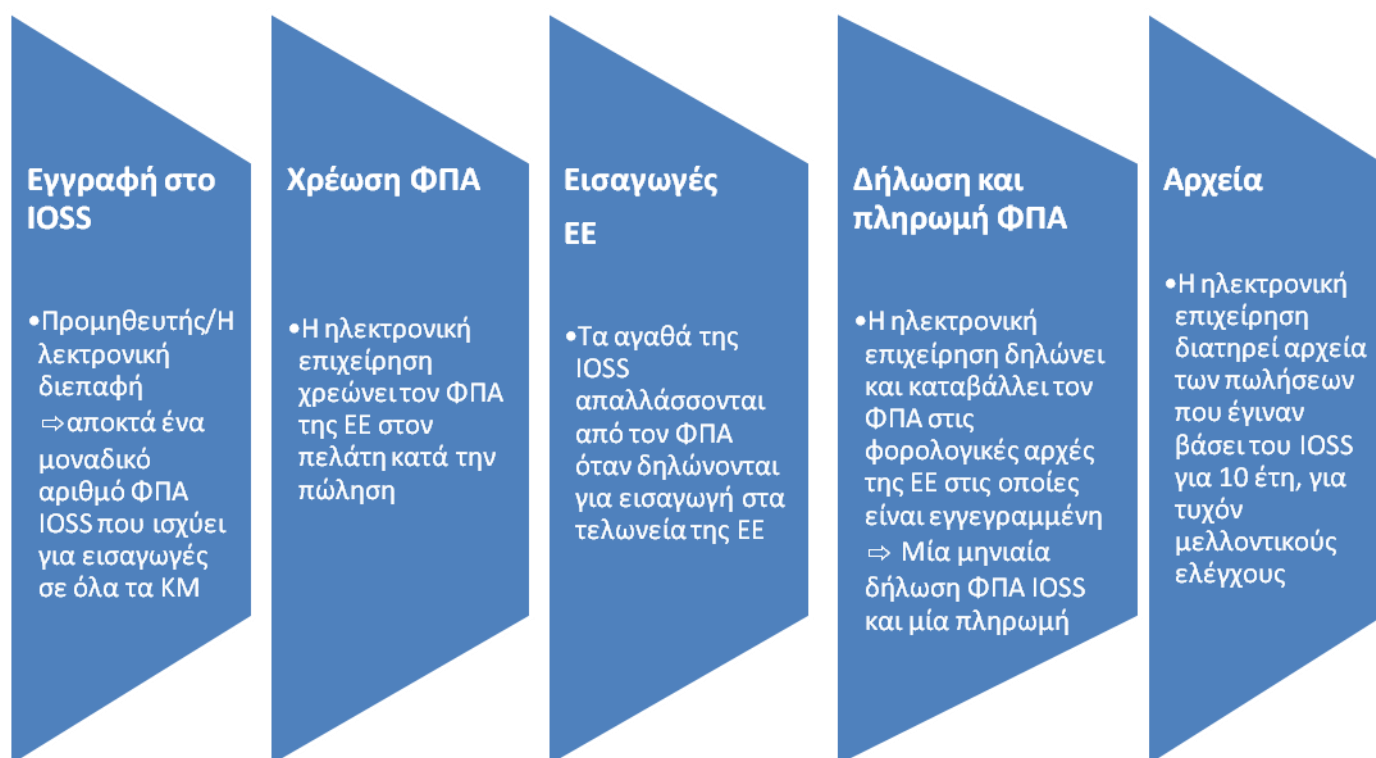 Εγγραφή στο
IOSS
•Προμηθευτής/Η
λεκτρονική
διεπαφή
⇨αποκτά ένα
μοναδικό
αριθμό ΦΠΑ
IOSS που ισχύει
για εισαγωγές
σε όλα τα ΚΜ
Χρέωση ΦΠΑ
•Η ηλεκτρονική
επιχείρηση
χρεώνει τον ΦΠΑ
της ΕΕ στον
πελάτη κατά την
πώληση
Εισαγωγές
ΕΕ
•Τα αγαθά της
IOSS
απαλλάσσονται
από τον ΦΠΑ
όταν δηλώνονται
για εισαγωγή στα
τελωνεία της ΕΕ
Δήλωση και
πληρωμή ΦΠΑ
•Η ηλεκτρονική
επιχείρηση δηλώνει
και καταβάλλει τον
ΦΠΑ στις
φορολογικές αρχές
της ΕΕ στις οποίες
είναι εγγεγραμμένη
⇨ Μία μηνιαία
δήλωση ΦΠΑ IOSS
και μία πληρωμή
Αρχεία
•Η ηλεκτρονική
επιχείρηση
διατηρεί αρχεία
των πωλήσεων
που έγιναν
βάσει του IOSS
για 10 έτη, για
τυχόν
μελλοντικούς
ελέγχους